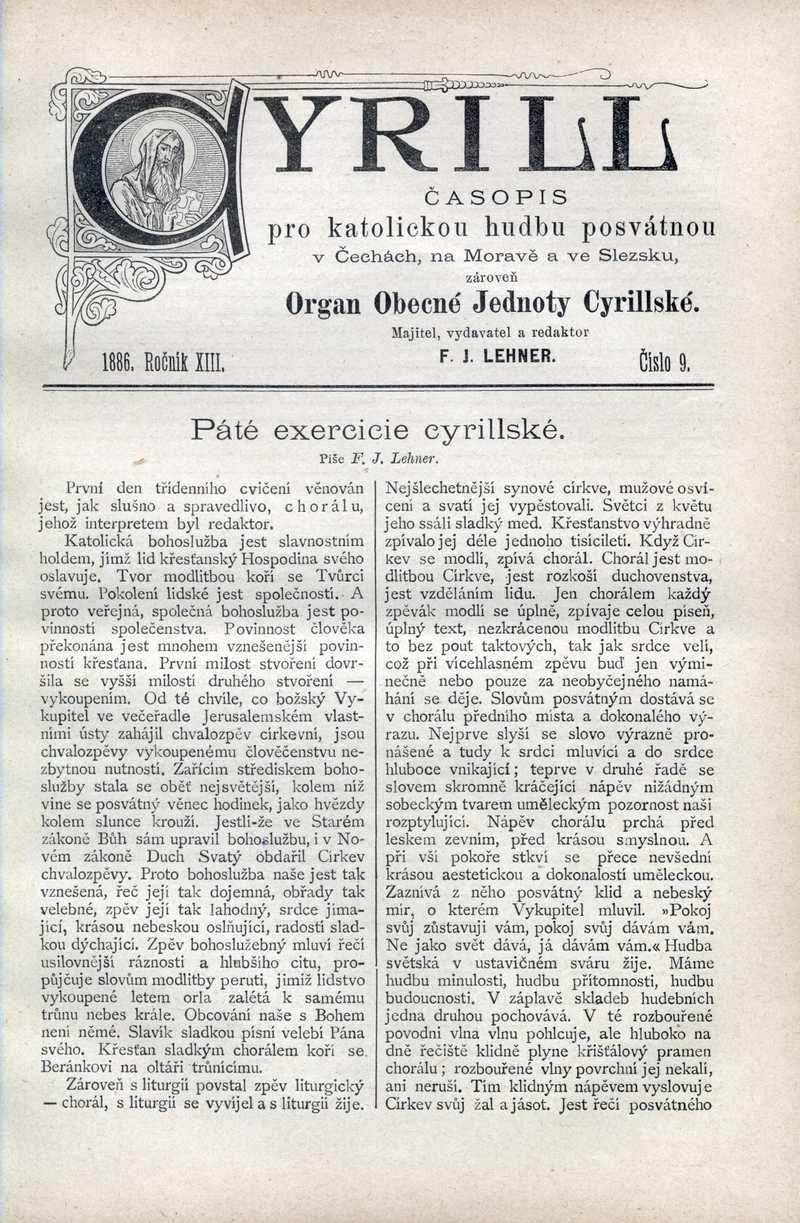 CYRILL
ČASOPIS
pro katolickou hudbu posvátnou
v Čechách, na Moravě a ve Slezsku,
zároveň
Organ Obecné Jednoty Cyrillské.
Majitel, vydavatel a redaktor
1886. Ročník XIII. F. J. LEHNER. Číslo 9.
Páté exercicie cyrillské.
Píše F. J. Lehner.
První den třídenního cvičení věnován
jest, jak slušno a spravedlivo, chorálu,
jehož interpretem byl redaktor.
Katolická bohoslužba jest slavnostním
holdem, jímž lid křesťanský Hospodina svého
oslavuje. Tvor modlitbou koří se Tvůrci
svému. Pokolení lidské jest společností. A
proto veřejná, společná bohoslužba jest po-
vinností společenstva. Povinnost člověka
překonána jest mnohem vznešenější povin-
ností křesťana. První milost stvoření dovr-
šila se vyšší milostí druhého stvoření —
vykoupením. Od té chvíle, co božský Vy-
kupitel ve večeřadle Jerusalemském vlast-
ními ústy zahájil chvalozpěv církevní, jsou
chvalozpěvy vykoupenému člověčenstvu ne-
zbytnou nutností. Zářícím střediskem boho-
služby stala se oběť nejsvětější, kolem níž
vine se posvátný věnec hodinek, jako hvězdy
kolem slunce krouží. Jestli-že ve Starém
zákoně Bůh sám upravil bohoslužbu, i v No-
vém zákoně Duch Svatý obdařil Církev
chvalozpěvy. Proto bohoslužba naše jest tak
vznešená, řeč její tak dojemná, obřady tak
velebné, zpěv její tak lahodný, srdce jíma-
jící, krásou nebeskou oslňující, radostí slad-
kou dýchající. Zpěv bohoslužebný mluví řečí
usilovnější ráznosti a hlubšího citu, pro-
půjčuje slovům modlitby peruti, jimiž lidstvo
vykoupené letem orla zalétá k samému
trůnu nebes krále. Obcování naše s Bohem
není němé. Slavík sladkou písní velebí Pána
svého. Křesťan sladkým chorálem koří se
Beránkovi na oltáři trůnícímu.
Zároveň s liturgií povstal zpěv liturgický
— chorál, s liturgií se vyvíjel a s liturgií žije.
Nejšlechetnější synové církve, mužové osví-
cení a svatí jej vypěstovali. Světci z květu
jeho ssáli sladký med. Křesťanstvo výhradně
zpívalo jej déle jednoho tisíciletí. Když Cír-
kev se modlí, zpívá chorál. Chorál jest mo-
dlitbou Církve, jest rozkoší duchovenstva,
jest vzděláním lidu. Jen chorálem každý
zpěvák modlí se úplně, zpívaje celou píseň,
úplný text, nezkrácenou modlitbu Církve a
to bez pout taktových, tak jak srdce velí,
což při vícehlasném zpěvu buď jen vými-
nečně nebo pouze za neobyčejného namá-
hání se děje. Slovům posvátným dostává se
v chorálu předního místa a dokonalého vý-
razu. Nejprve slyší se slovo výrazně pro-
nášené a tudy k srdci mluvící a do srdce
hluboce vnikající; teprve v druhé řadě se
slovem skromně kráčející nápěv nižádným
sobeckým tvarem uměleckým pozornost naši
rozptylující. Nápěv chorálu prchá před
leskem zevním, před krásou smyslnou. A
při vší pokoře stkví se přece nevšední
krásou aestetickou a dokonalostí uměleckou.
Zaznívá z něho posvátný klid a nebeský
mír, o kterém Vykupitel mluvil. »Pokoj
svůj zůstavuji vám, pokoj svůj dávám vám.
Ne jako svět dává, já dávám vám.« Hudba
světská v ustavičném sváru žije. Máme
hudbu minulosti, hudbu přítomnosti, hudbu
budoucnosti. V záplavě skladeb hudebních
jedna druhou pochovává. V té rozbouřené
povodni vlna vlnu pohlcuje, ale hluboko na
dně řečiště klidně plyne křišťálový pramen
chorálu; rozbouřené vlny povrchní jej nekalí,
ani neruší. Tím klidným nápěvem vyslovuje
Církev svůj žal a jásot. Jest řečí posvátného